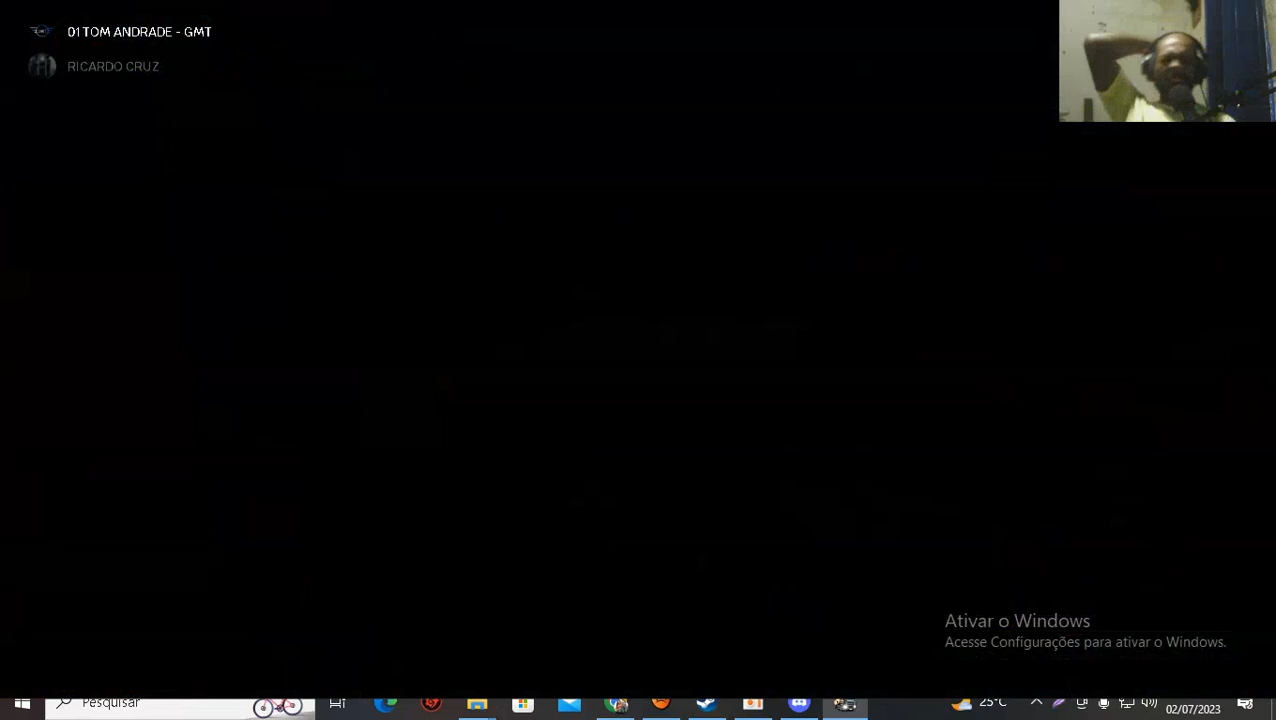 01 TOM ANDRADE - GMT
RICARDO CRUZ
Ativar o Windows
Acesse Configurações para ativar o Windows.
Pesquisar
25°C
02/07/2023